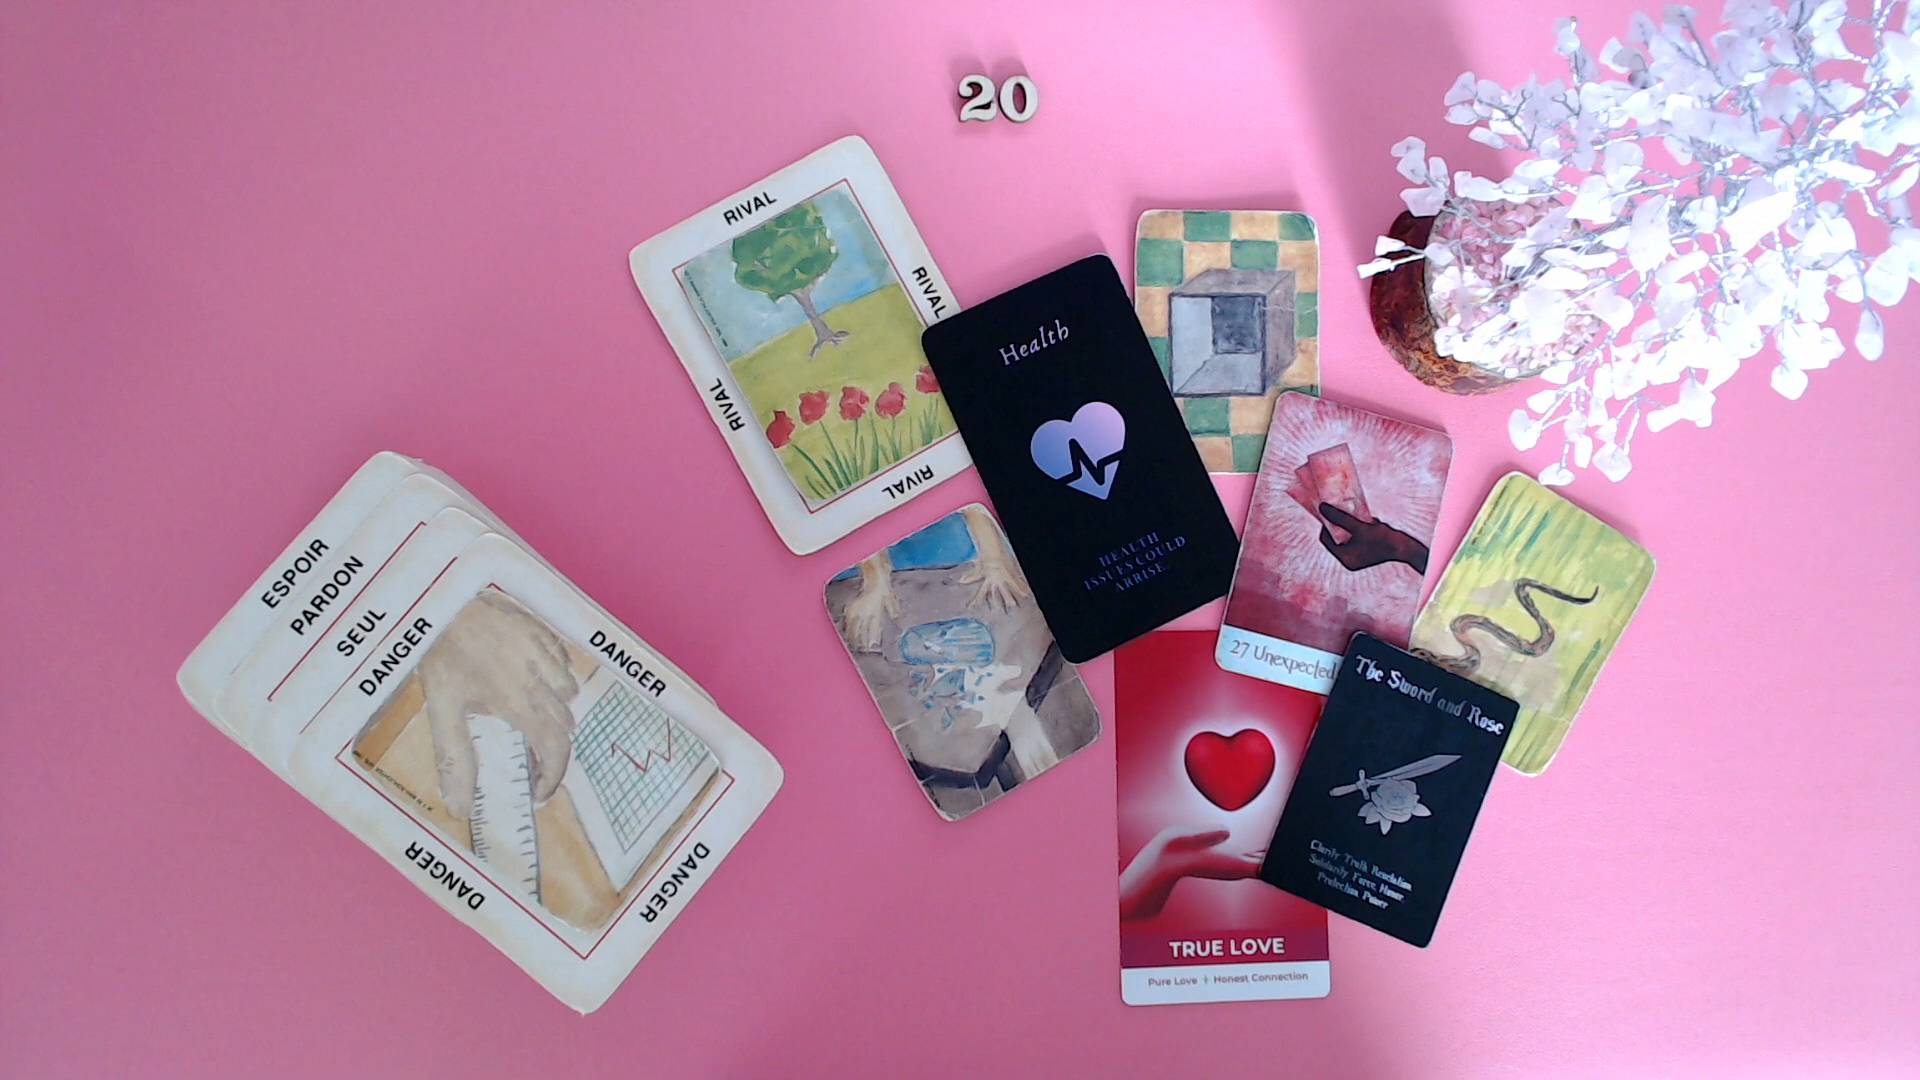 20
RIVAL
RIVAL
RIVAL
RIVAL
Health
HEALTH
ISSUES COULD
ARRISE.
27 Unexpected
The Sword and Rose
Clarity Truth Revelation
Solidarity Force Honor
Protection Power
TRUE LOVE
Pure Love Honest Connection
ESPOIR
PARDON
SEUL
DANGER
DANGER
DANGER
DANGER